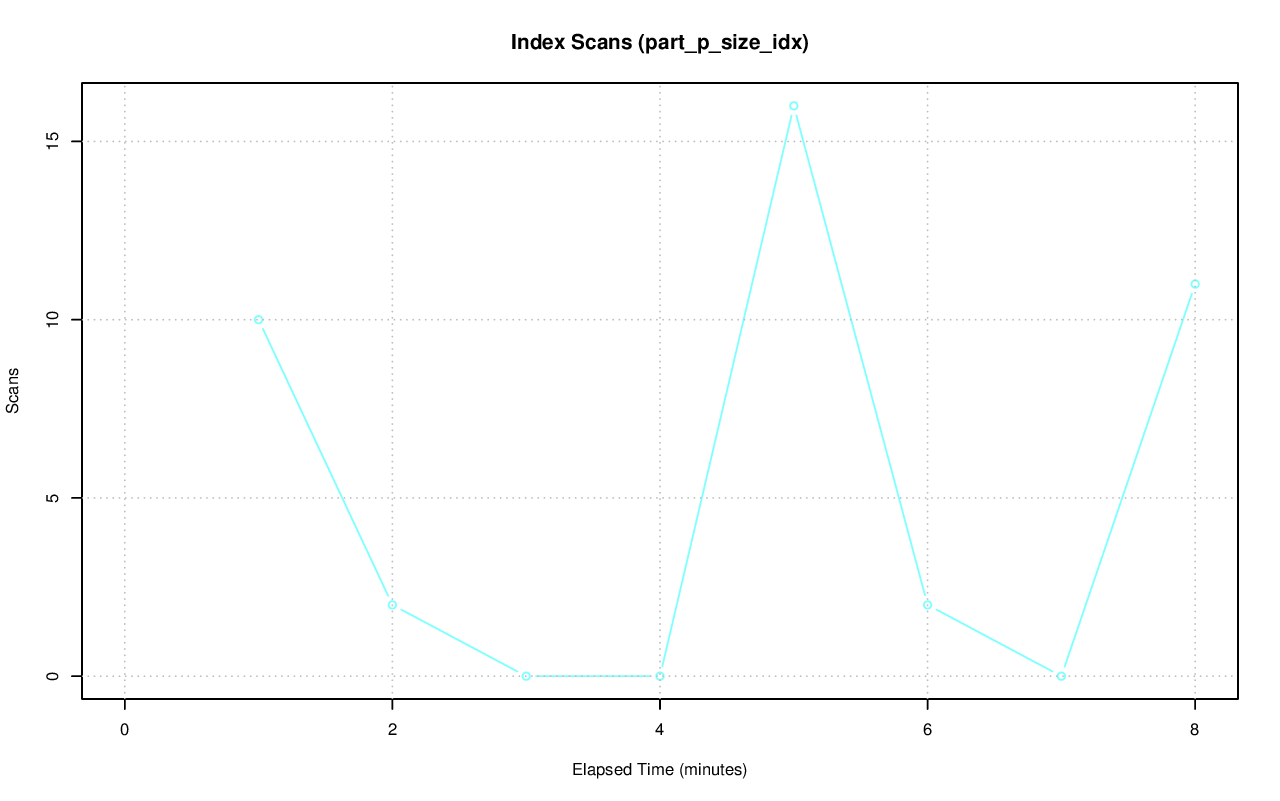 Index Scans (part_p_size_idx)
15
10
5
0
Scans
0 2 4 6 8
Elapsed Time (minutes)